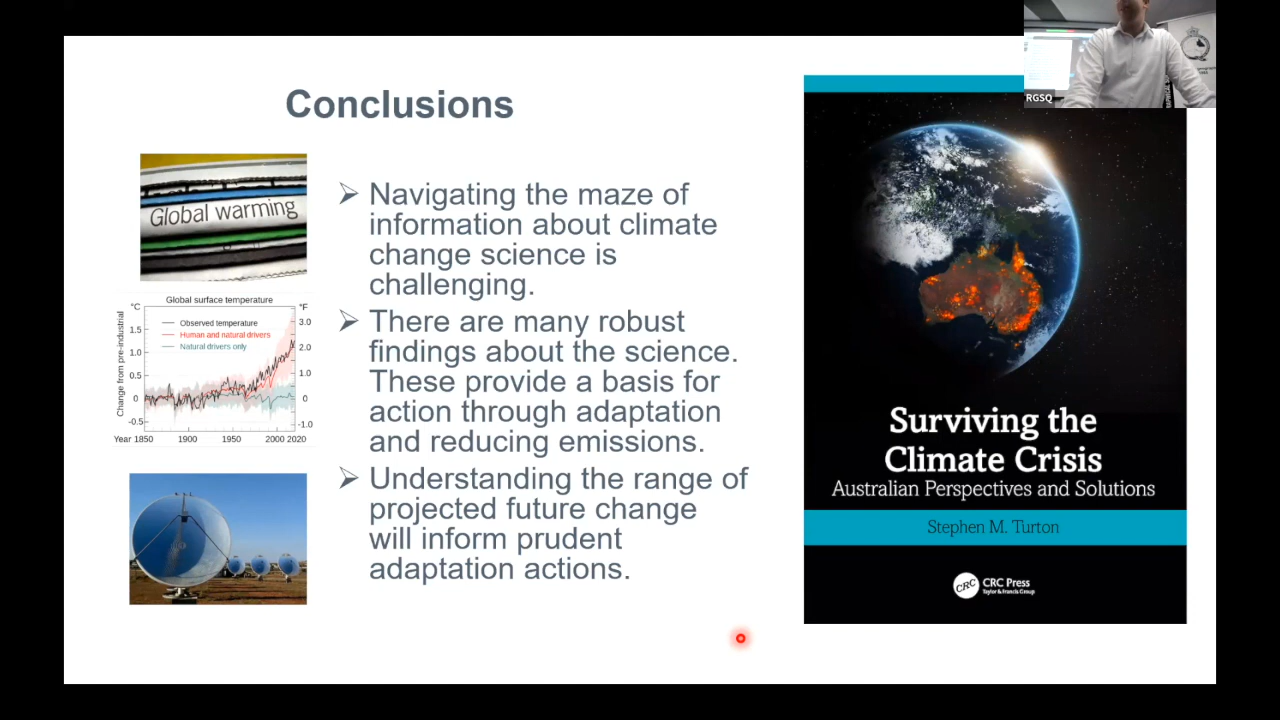 Conclusions
Global warming
Navigating the maze of
information about climate
change science is
challenging.
There are many robust
findings about the science.
These provide a basis for
action through adaptation
and reducing emissions.
Understanding the range of
projected future change
will inform prudent
adaptation actions.
Global surface temperature
°C
°F
Observed temperature
Human and natural drivers
Natural drivers only
Change from pre-industrial
1.5
1.0
0.5
0
-0.5
3.0
2.0
1.0
0
-1.0
Year 1850 1900 1950 2000 2020
RGSQ
Surviving the
Climate Crisis
Australian Perspectives and Solutions
Stephen M. Turton
CRC
CRC Press
Taylor & Francis Group